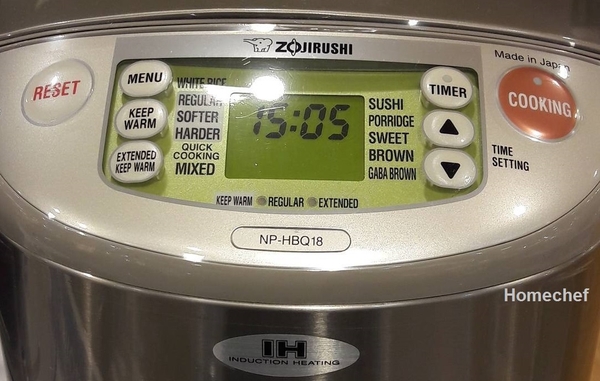 ZOJIRUSHI
Made in Japan
RESET
MENU
KEEP
WARM
EXTENDED
KEEP WARM
WHITE RICE
REGULAR
SOFTER
HARDER
QUICK
COOKING
MIXED
15:05
SUSHI
PORRIDGE
SWEET
BROWN
GABA BROWN
TIMER
COOKING
TIME
SETTING
KEEP WARM REGULAR EXTENDED
NP-HBQ18
Homechef
IH
INDUCTION HEATING